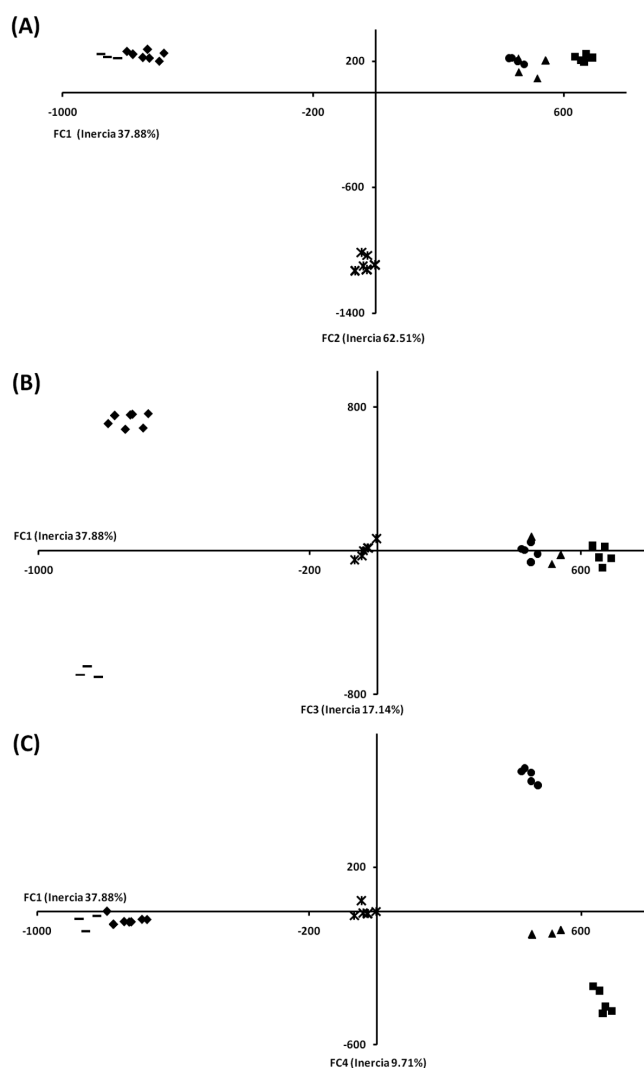 (A)
200
-1000
-200
600
FC1 (Inercia 37.88%)
-600
-1400
FC2 (Inercia 62.51%)
(B)
800
FC1 (Inercia 37.88%)
-1000
-200
600
-800
FC3 (Inercia 17.14%)
(C)
200
FC1 (Inercia 37.88%)
-1000
-200
600
-600
FC4 (Inercia 9.71%)